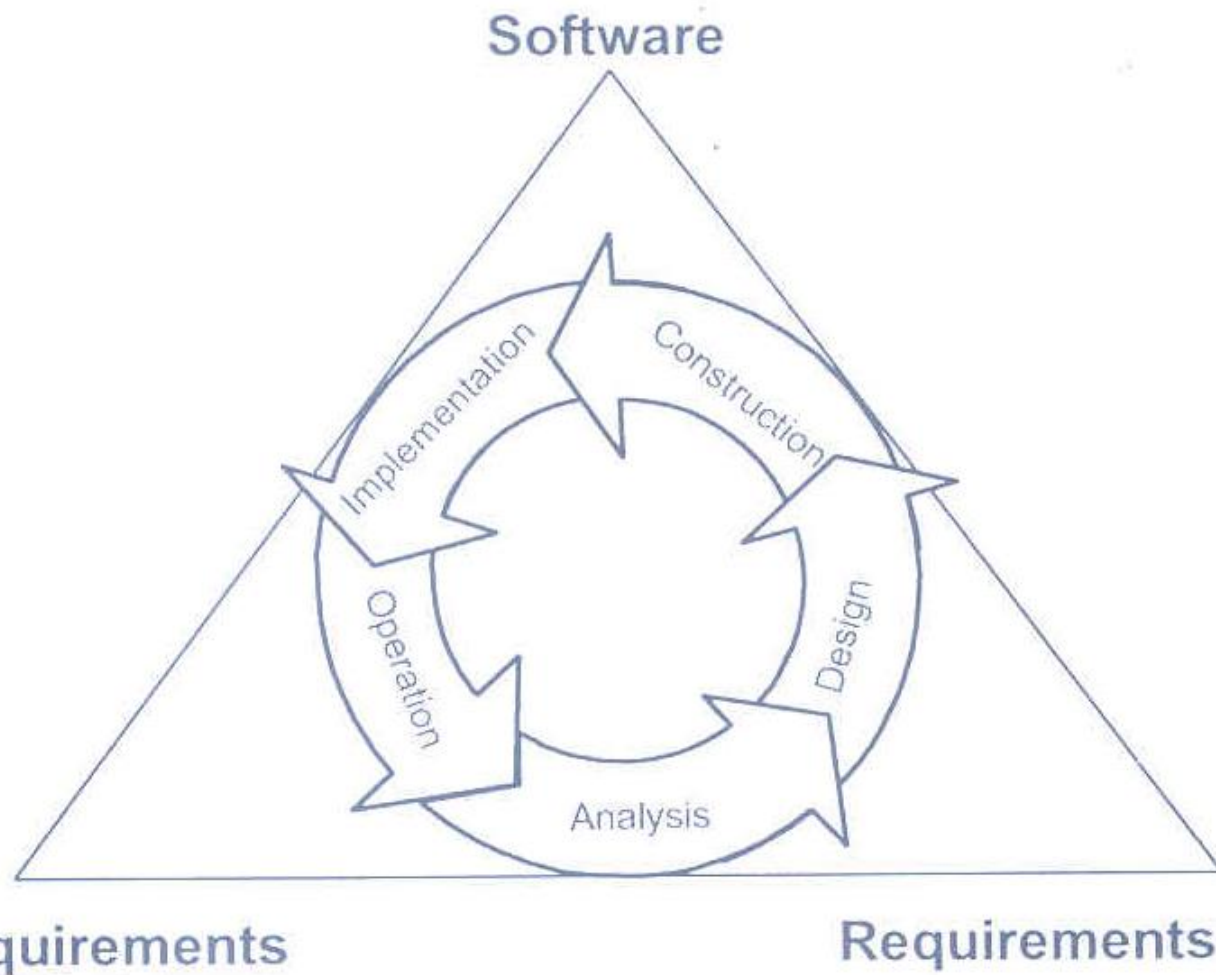 Software
Construction
Implementation
Operation
Design
Analysis
quirements
Requirements